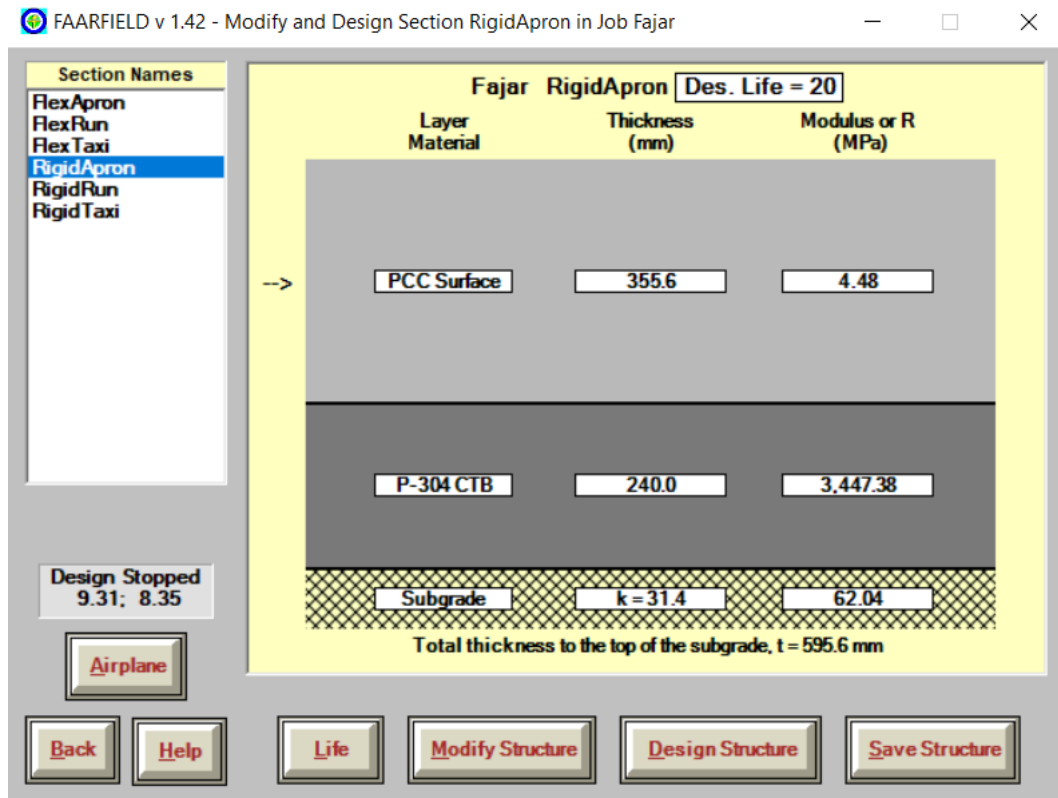 FAARFIELD v 1.42 - Modify and Design Section RigidApron in Job Fajar
Section Names
FlexApron
FlexRun
FlexTaxi
RigidApron
RigidRun
RigidTaxi
Fajar RigidApron Des. Life = 20
Layer Material Thickness (mm) Modulus or R (MPa)
--> PCC Surface 355.6 4.48
P-304 CTB 240.0 3,447.38
Subgrade k = 31.4 62.04
Total thickness to the top of the subgrade, t = 595.6 mm
Design Stopped
9.31; 8.35
Airplane
Back Help Life Modify Structure Design Structure Save Structure